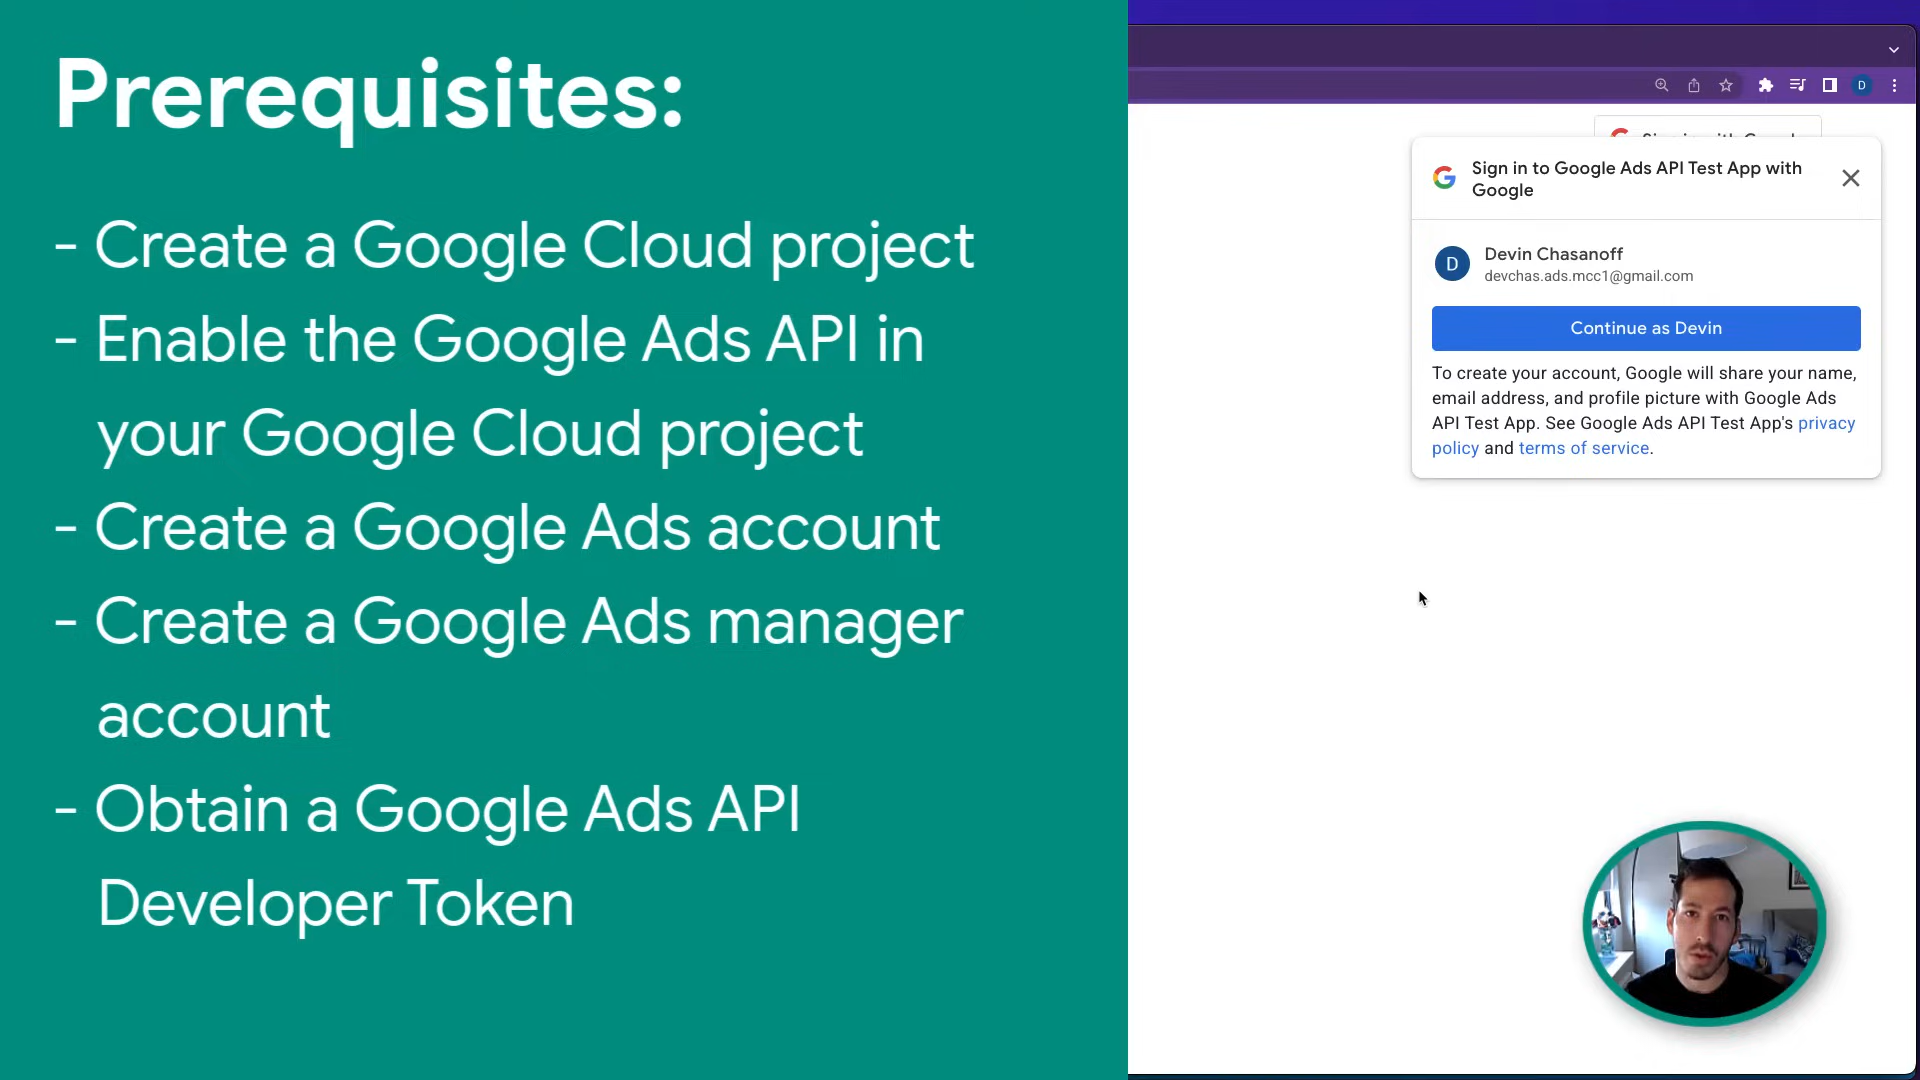 Prerequisites:
- Create a Google Cloud project
- Enable the Google Ads API in
your Google Cloud project
- Create a Google Ads account
- Create a Google Ads manager
account
- Obtain a Google Ads API
Developer Token
D
Sign in with Google
Sign in to Google Ads API Test App with
Google
D
Devin Chasanoff
devchas.ads.mcc1@gmail.com
Continue as Devin
To create your account, Google will share your name,
email address, and profile picture with Google Ads
API Test App. See Google Ads API Test App's privacy
policy and terms of service.